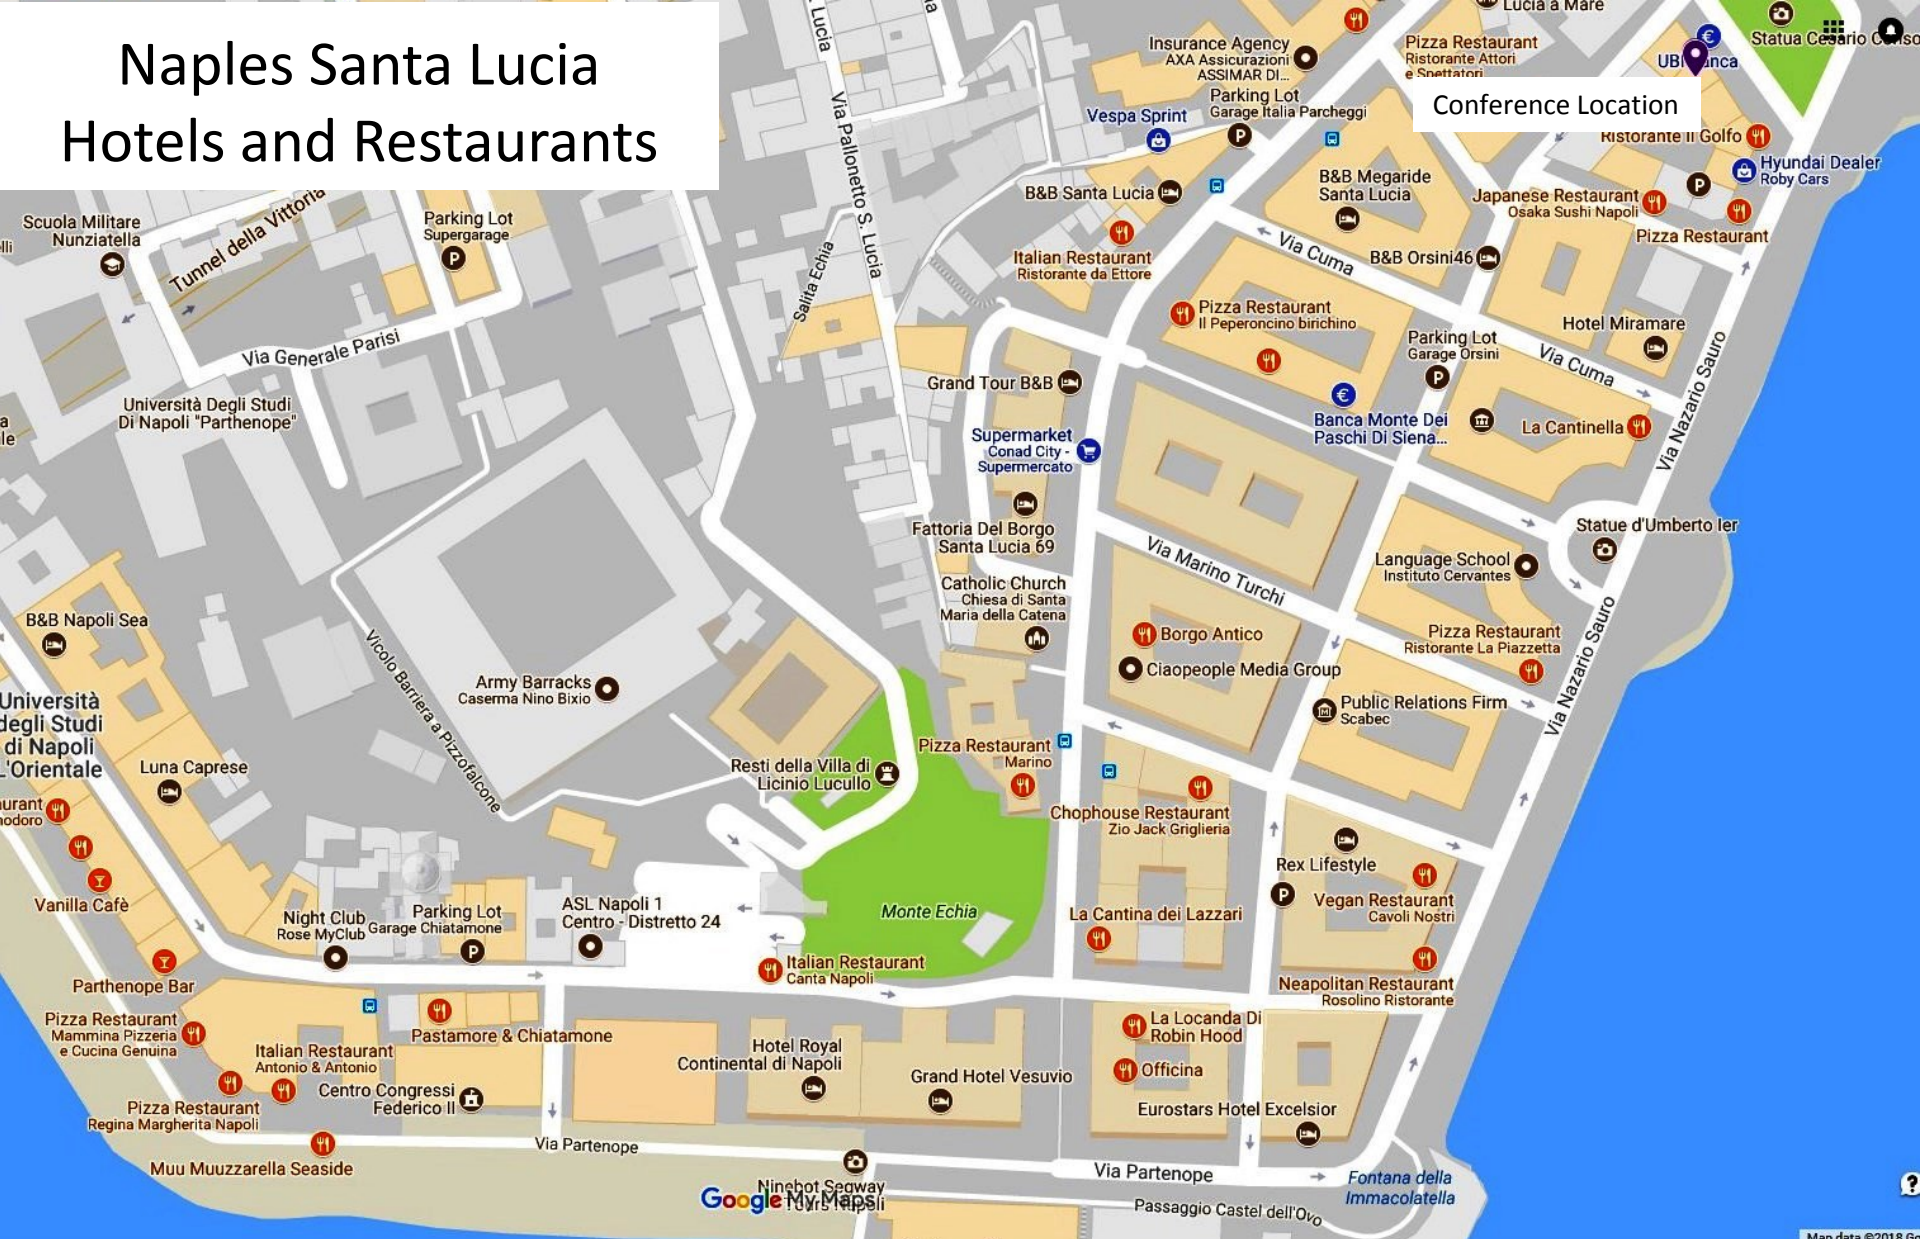 Naples Santa Lucia
Hotels and Restaurants
Lucia
Via Pallonetto S. Lucia
Lucia a Mare
Insurance Agency
AXA Assicurazioni
ASSIMAR DI...
Pizza Restaurant
Ristorante Attori
e Spettatori
Statua Cesario
Conference Location
Parking Lot
Garage Italia Parcheggi
Vespa Sprint
Ristorante Il Golfo
Hyundai Dealer
Roby Cars
B&B Santa Lucia
B&B Megaride
Santa Lucia
Japanese Restaurant
Osaka Sushi Napoli
Pizza Restaurant
Scuola Militare
Nunziatella
Tunnel della Vittoria
Parking Lot
Supergarage
Salita Echia
Italian Restaurant
Ristorante da Ettore
Via Cuma
B&B Orsini46
Pizza Restaurant
Il Peperoncino birichino
Hotel Miramare
Parking Lot
Garage Orsini
Via Cuma
Via Nazario Sauro
Via Generale Parisi
Grand Tour B&B
Università Degli Studi
Di Napoli "Parthenope"
Banca Monte Dei
Paschi Di Siena...
La Cantinella
Supermarket
Conad City -
Supermercato
Fattoria Del Borgo
Santa Lucia 69
Statue d'Umberto Ier
Via Marino Turchi
Language School
Instituto Cervantes
Catholic Church
Chiesa di Santa
Maria della Catena
B&B Napoli Sea
Borgo Antico
Ciaopeople Media Group
Pizza Restaurant
Ristorante La Piazzetta
Via Nazario Sauro
Vicolo Barriera a Pizzofalcone
Army Barracks
Caserma Nino Bixio
Public Relations Firm
Scabec
Università
degli Studi
di Napoli
L'Orientale
Luna Caprese
Resti della Villa di
Licinio Lucullo
Pizza Restaurant
Marino
Chophouse Restaurant
Zio Jack Griglieria
Rex Lifestyle
Vanilla Cafè
Vegan Restaurant
Cavoli Nostri
Night Club
Rose MyClub
Parking Lot
Garage Chiatamone
ASL Napoli 1
Centro - Distretto 24
Monte Echia
La Cantina dei Lazzari
Parthenope Bar
Italian Restaurant
Canta Napoli
Neapolitan Restaurant
Rosolino Ristorante
Pizza Restaurant
Mammina Pizzeria
e Cucina Genuina
Pastamore & Chiatamone
Italian Restaurant
Antonio & Antonio
Hotel Royal
Continental di Napoli
La Locanda Di
Robin Hood
Grand Hotel Vesuvio
Officina
Centro Congressi
Federico II
Pizza Restaurant
Regina Margherita Napoli
Eurostars Hotel Excelsior
Via Partenope
Muu Muuzzarella Seaside
Via Partenope
Fontana della
Immacolatella
Ninebot Segway
Tours Napoli
Google My Maps
Passaggio Castel dell'Ovo
Map data ©2018